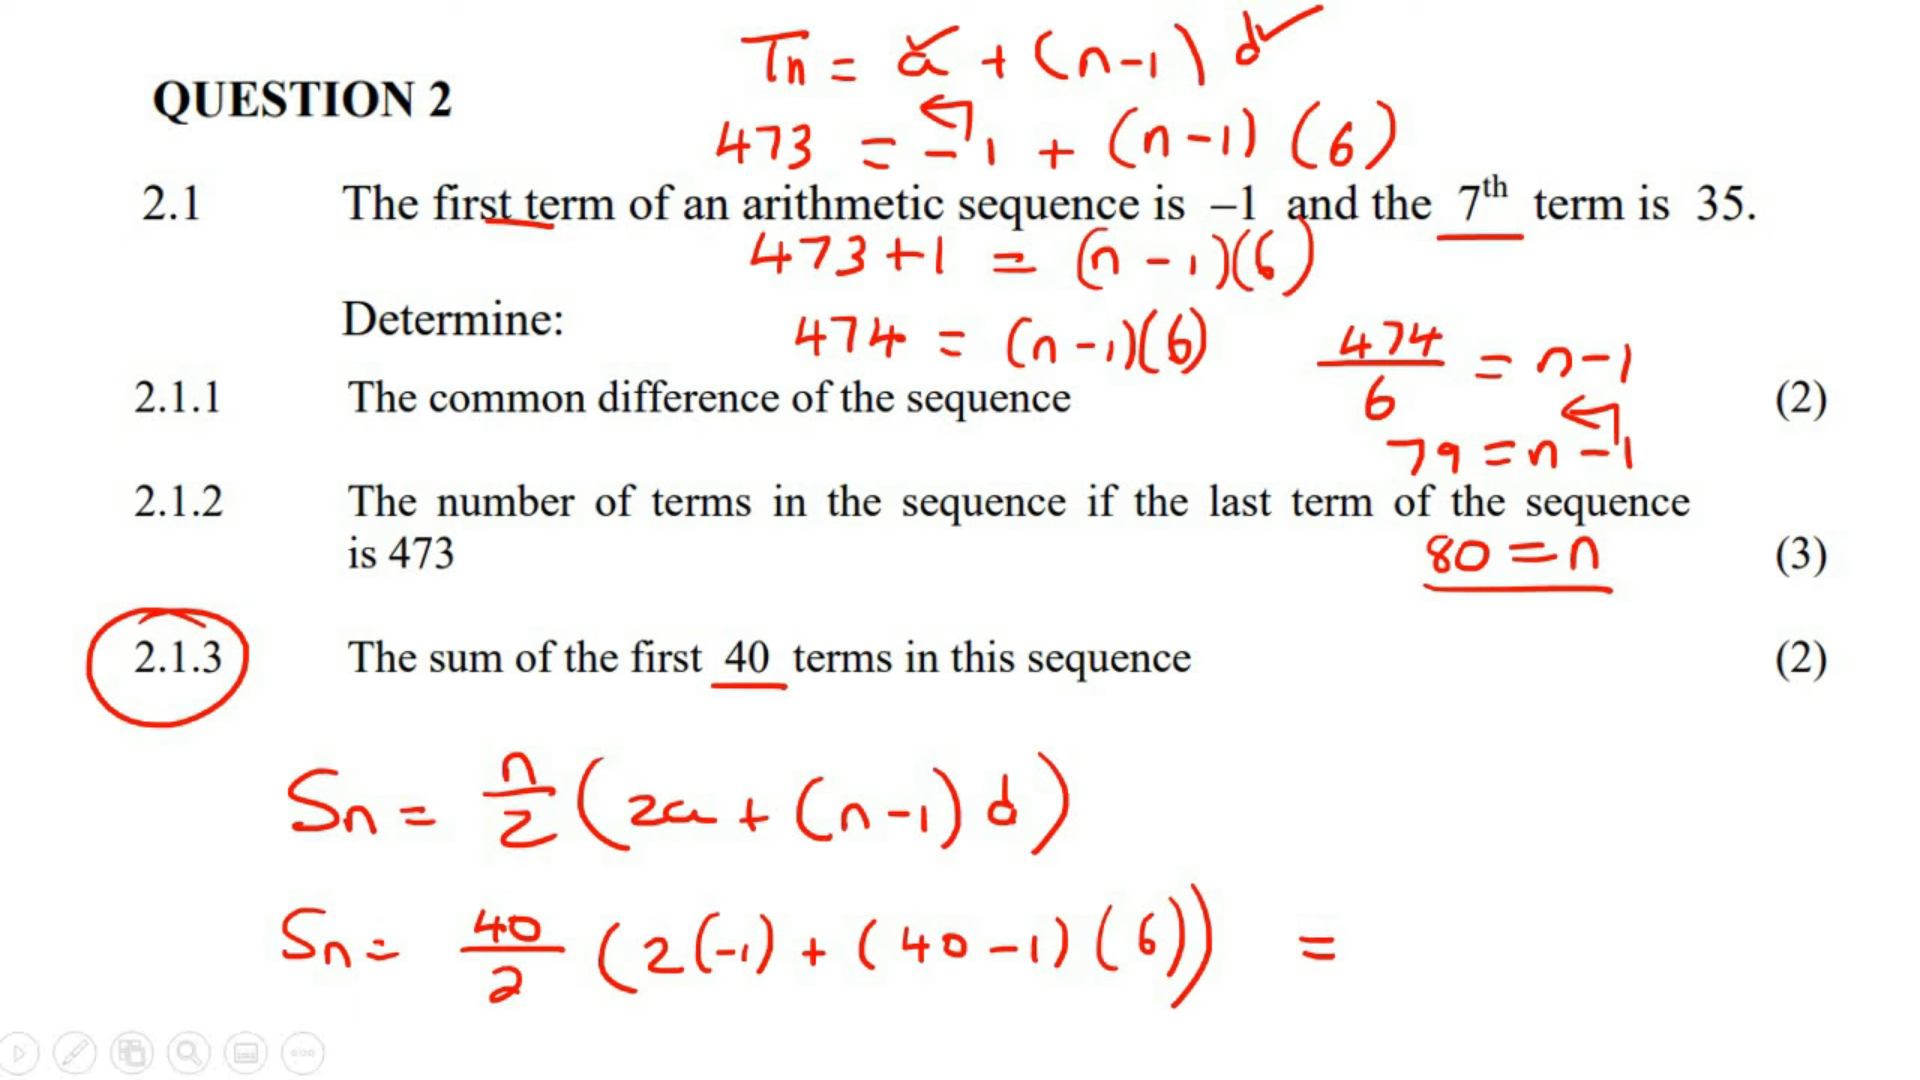 Tn = a + (n-1) d
QUESTION 2
473 = -1 + (n-1) (6)
2.1 The first term of an arithmetic sequence is –1 and the 7th term is 35.
473+1 = (n-1)(6)
Determine:
474 = (n-1)(6)
474/6 = n-1
2.1.1 The common difference of the sequence (2)
79 = n-1
2.1.2 The number of terms in the sequence if the last term of the sequence
is 473 (3)
80 = n
2.1.3 The sum of the first 40 terms in this sequence (2)
Sn = n/2 (2a + (n-1) d)
Sn = 40/2 (2(-1) + (40-1) (6)) =